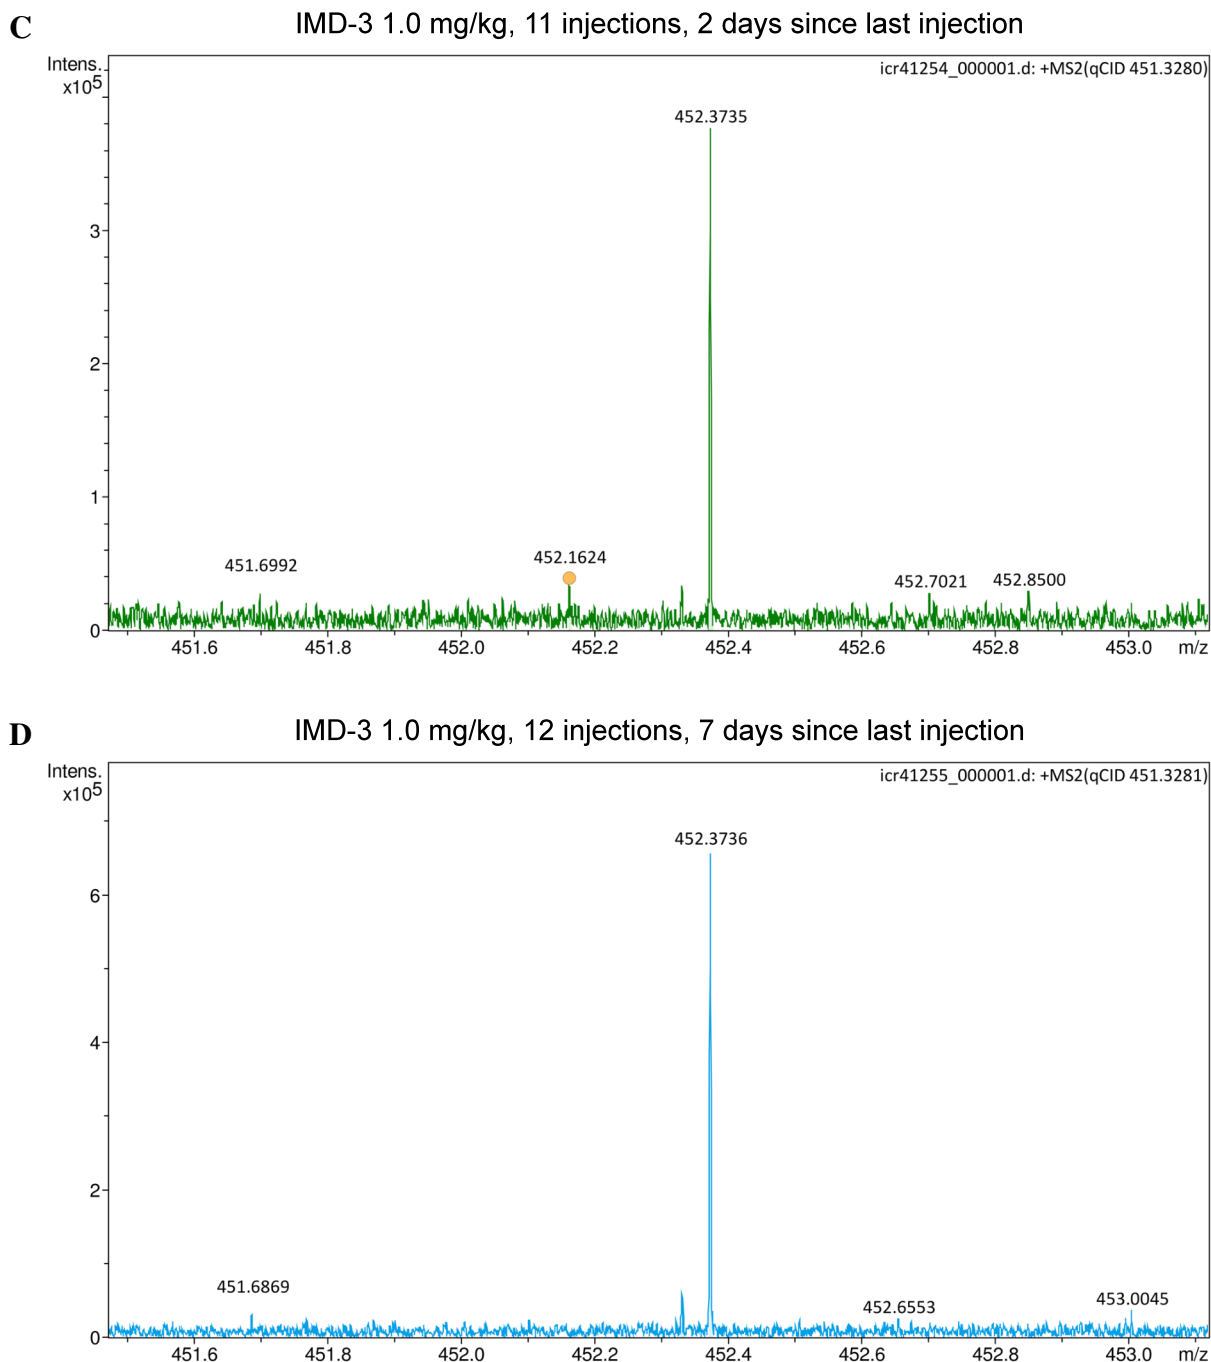 C
IMD-3 1.0 mg/kg, 11 injections, 2 days since last injection
Intens.
x10⁵
icr41254_000001.d: +MS2(qCID 451.3280)
452.3735
3
2
1
451.6992
452.1624
452.7021
452.8500
0
451.6 451.8 452.0 452.2 452.4 452.6 452.8 453.0 m/z
D
IMD-3 1.0 mg/kg, 12 injections, 7 days since last injection
Intens.
x10⁵
icr41255_000001.d: +MS2(qCID 451.3281)
452.3736
6
4
2
451.6869
452.6553
453.0045
0
451.6 451.8 452.0 452.2 452.4 452.6 452.8 453.0 m/z